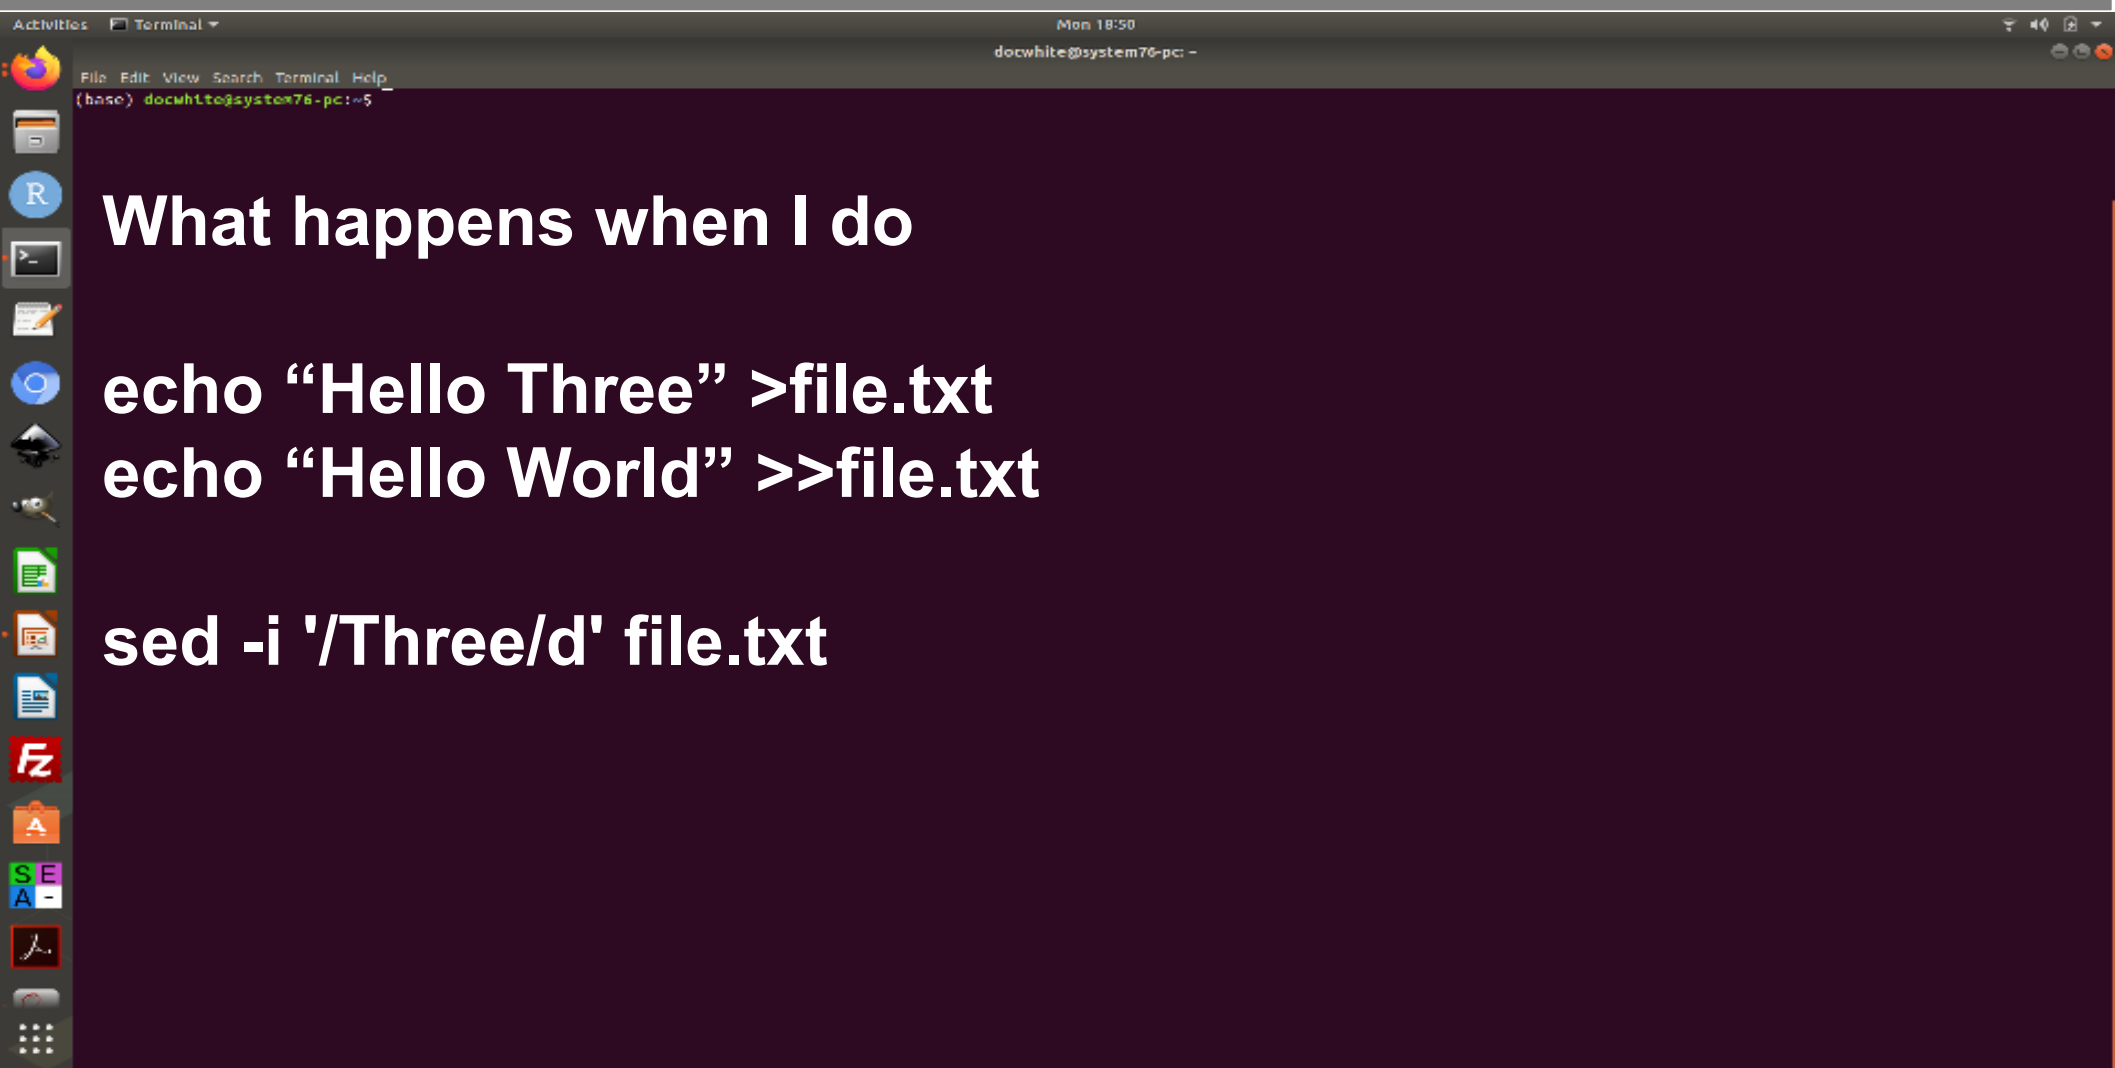 Activities Terminal Mon 18:50
docwhite@system76-pc: ~
File Edit View Search Terminal Help
(base) docwhite@system76-pc:~$
R
What happens when I do
echo “Hello Three” >file.txt
echo “Hello World” >>file.txt
sed -i '/Three/d' file.txt
Fz
A
S E
A -